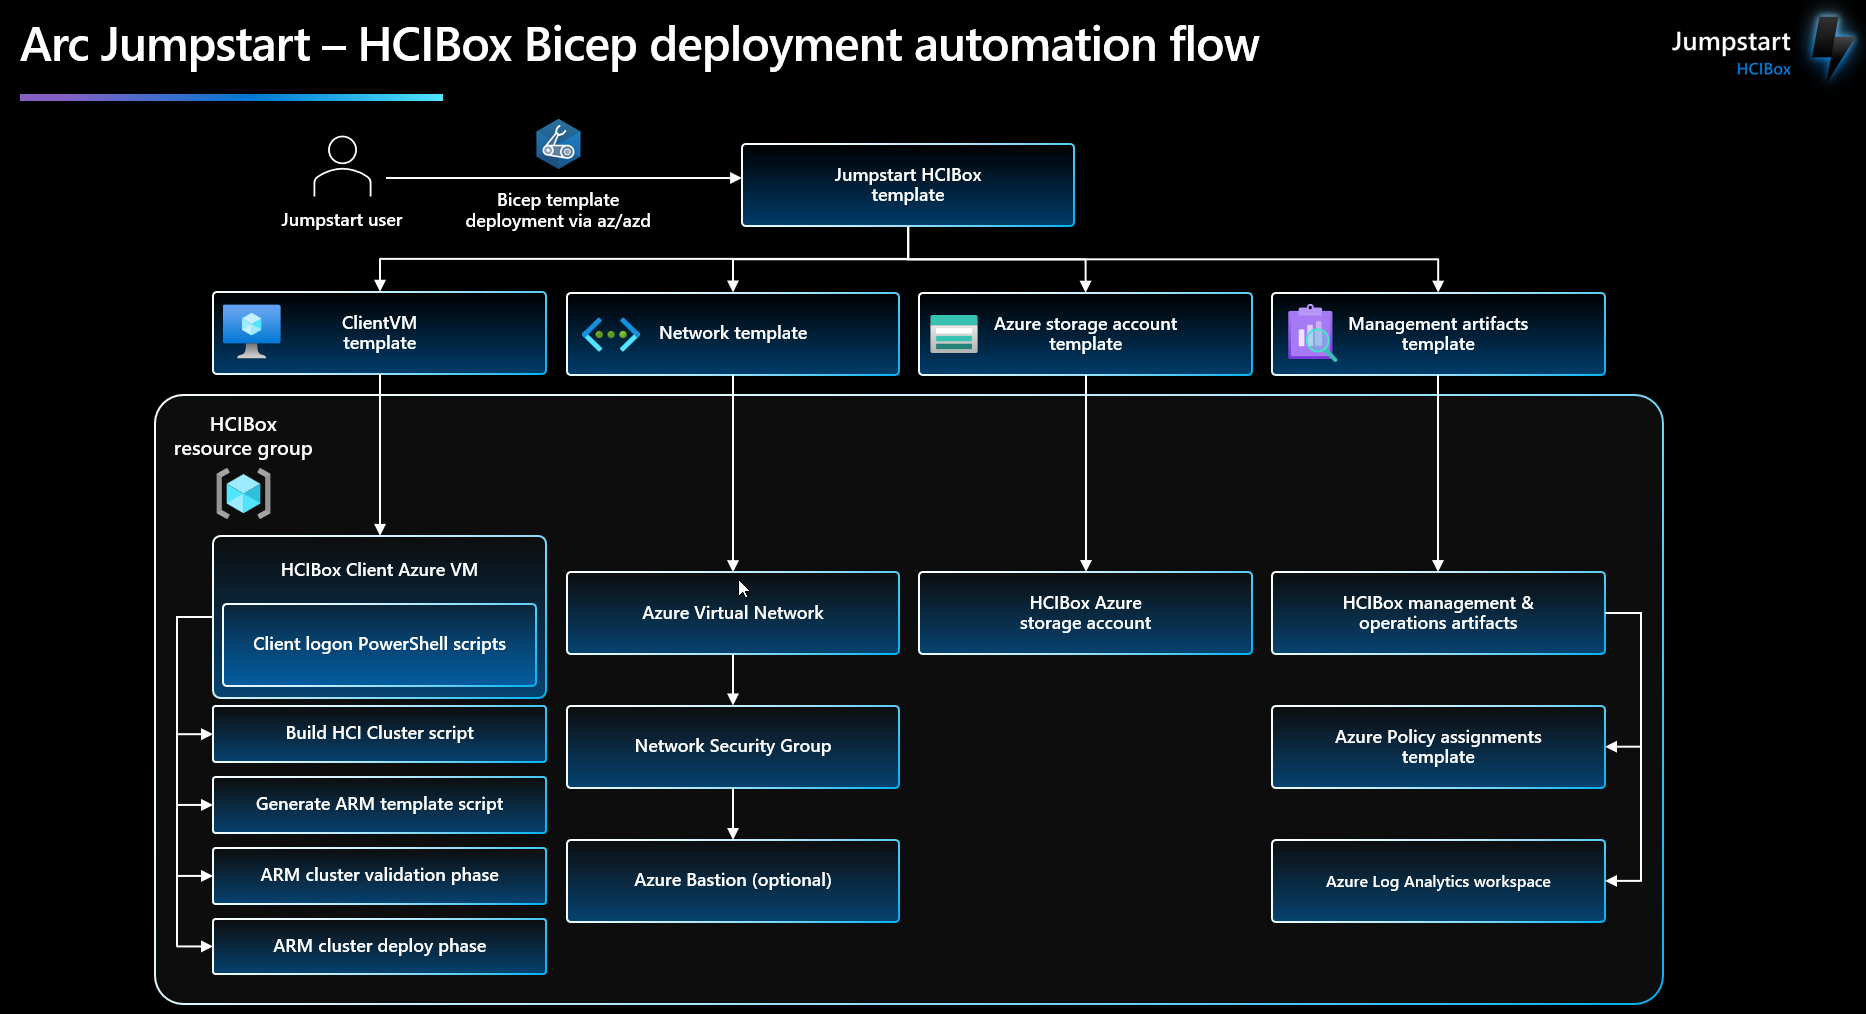 Arc Jumpstart – HCIBox Bicep deployment automation flow
Jumpstart
HCIBox
Jumpstart user
Bicep template
deployment via az/azd
Jumpstart HCIBox
template
ClientVM
template
Network template
Azure storage account
template
Management artifacts
template
HCIBox
resource group
HCIBox Client Azure VM
Client logon PowerShell scripts
Build HCI Cluster script
Generate ARM template script
ARM cluster validation phase
ARM cluster deploy phase
Azure Virtual Network
Network Security Group
Azure Bastion (optional)
HCIBox Azure
storage account
HCIBox management &
operations artifacts
Azure Policy assignments
template
Azure Log Analytics workspace